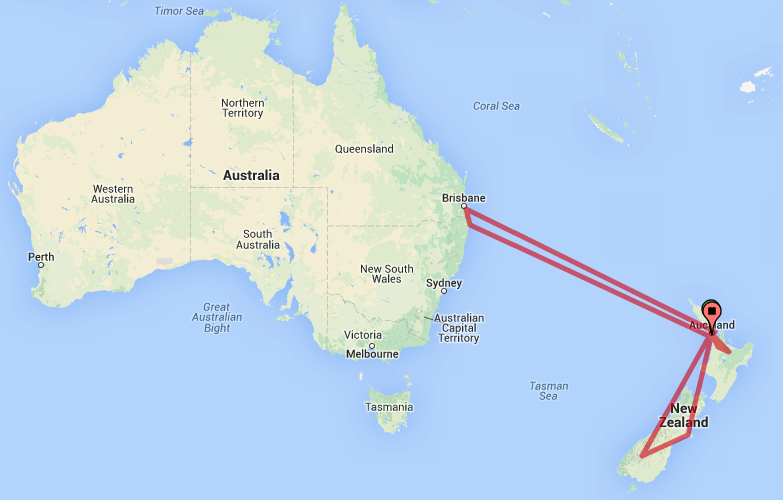 Timor Sea
Northern
Territory
Coral Sea
Queensland
Australia
Western
Australia
Brisbane
South
Australia
Perth
New South
Wales
Sydney
Great
Australian
Bight
Australian
Capital
Territory
Auckland
Victoria
Melbourne
Tasman
Sea
Tasmania
New
Zealand